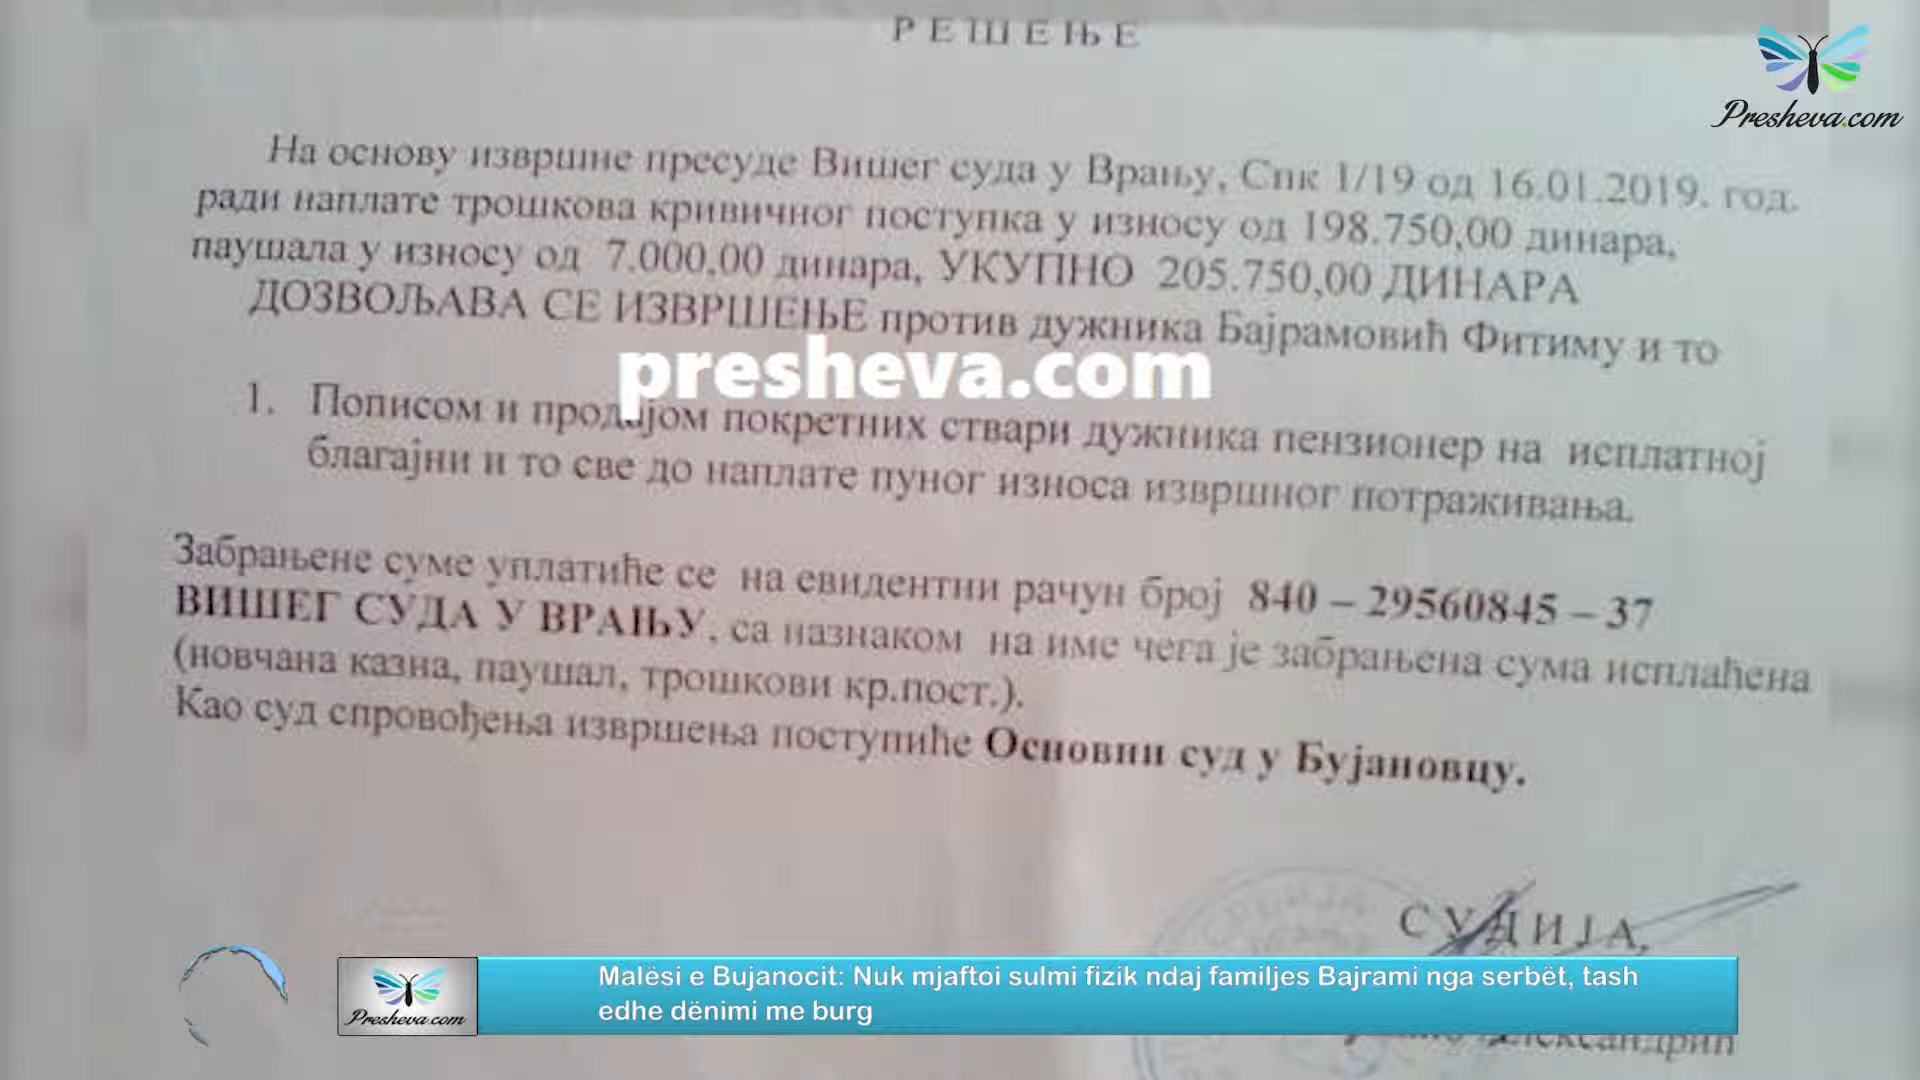 РЕШЕЊЕ
Presheva.com
На основу извршне пресуде Вишег суда у Врању, Спк 1/19 од 16.01.2019. год.
ради наплате трошкова кривичног поступка у износу од 198.750,00 динара,
паушала у износу од 7.000,00 динара, УКУПНО 205.750,00 ДИНАРА
ДОЗВОЉАВА СЕ ИЗВРШЕЊЕ против дужника Бајрамовић Фитиму и то
presheva.com
1. Пописом и продајом покретних ствари дужника пензионер на исплатној
благајни и то све до наплате пуног износа извршног потраживања.
Забрањене суме уплатиће се на евидентни рачун број 840 – 29560845 – 37
ВИШЕГ СУДА У ВРАЊУ, са назнаком на име чега је забрањена сума исплаћена
(новчана казна, паушал, трошкови кр.пост.).
Као суд спровођења извршења поступиће Основни суд у Бујановцу.
СУДИЈА,
Presheva.com
Malësi e Bujanocit: Nuk mjaftoi sulmi fizik ndaj familjes Bajrami nga serbët, tash
edhe dënimi me burg